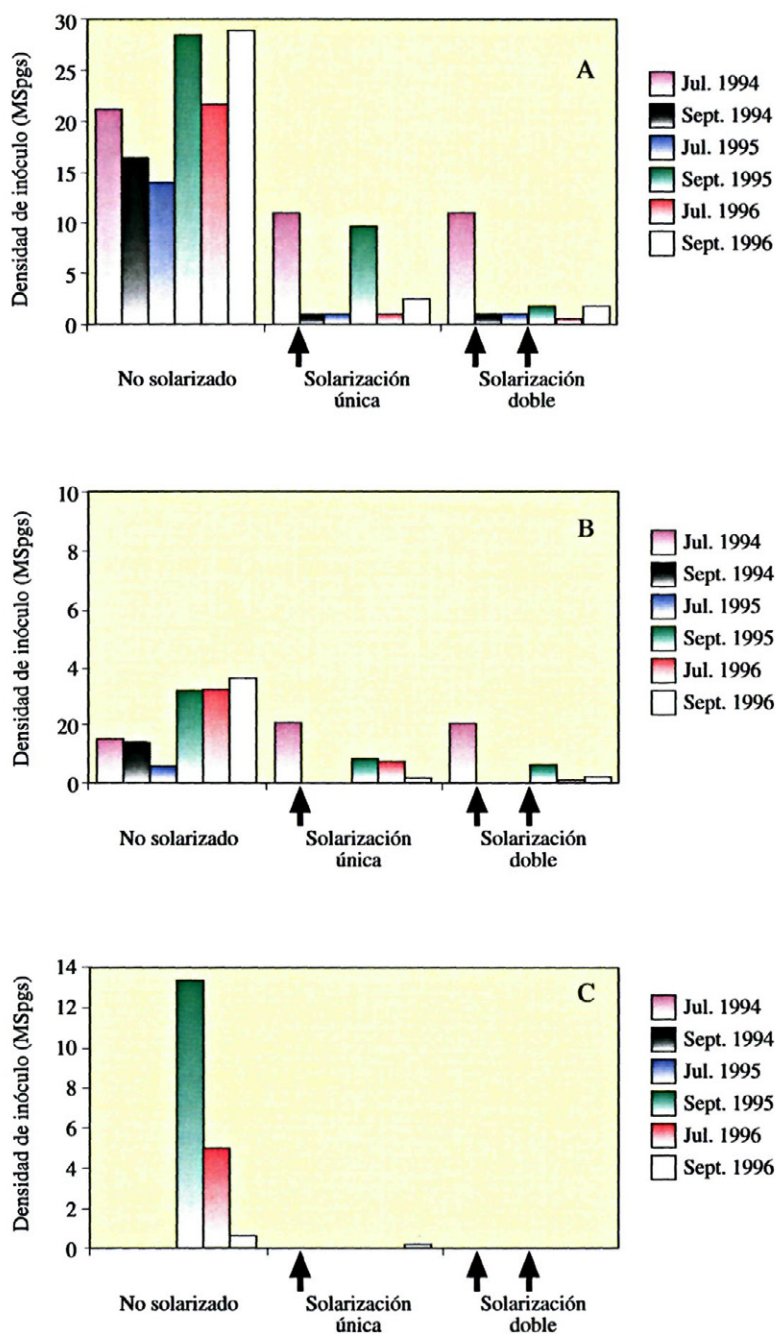 Densidad de inóculo (MSpgs)
30
25
20
15
10
5
0
A
No solarizado
Solarización
única
Solarización
doble
Jul. 1994
Sept. 1994
Jul. 1995
Sept. 1995
Jul. 1996
Sept. 1996
Densidad de inóculo (MSpgs)
10
8
6
4
20
0
B
No solarizado
Solarización
única
Solarización
doble
Jul. 1994
Sept. 1994
Jul. 1995
Sept. 1995
Jul. 1996
Sept. 1996
Densidad de inóculo (MSpgs)
14
12
10
8
6
4
2
0
C
No solarizado
Solarización
única
Solarización
doble
Jul. 1994
Sept. 1994
Jul. 1995
Sept. 1995
Jul. 1996
Sept. 1996